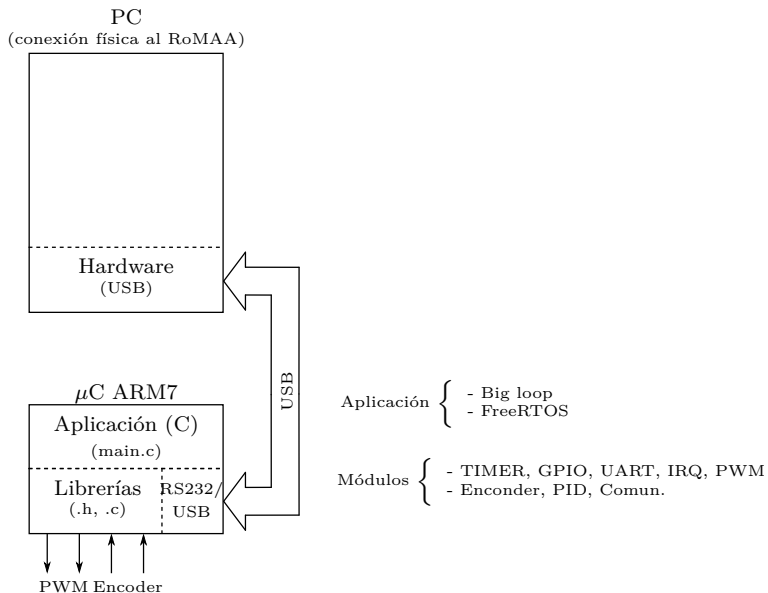 PC
(conexión física al RoMAA)
Hardware
(USB)
USB
μC ARM7
Aplicación (C)
(main.c)
Librerías
(.h, .c)
RS232/
USB
PWM Encoder
Aplicación
- Big loop
- FreeRTOS
Módulos
- TIMER, GPIO, UART, IRQ, PWM
- Enconder, PID, Comun.